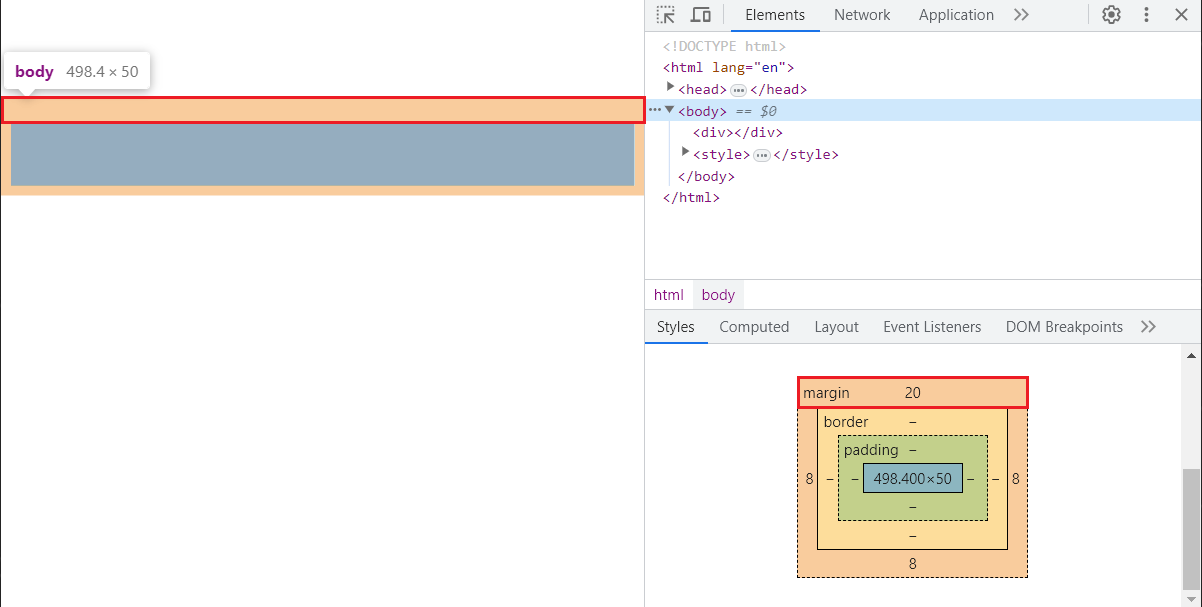 Elements Network Application
<!DOCTYPE html>
<html lang="en">
<head> … </head>
body 498.4 × 50
… <body> == $0
<div></div>
<style> … </style>
</body>
</html>
html body
Styles Computed Layout Event Listeners DOM Breakpoints
margin 20
border –
padding –
8 – – 498.400×50 – – 8
–
–
8